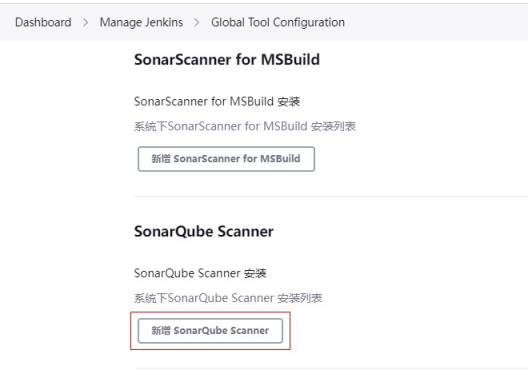 Dashboard > Manage Jenkins > Global Tool Configuration
SonarScanner for MSBuild
SonarScanner for MSBuild 安装
系统下SonarScanner for MSBuild 安装列表
新增 SonarScanner for MSBuild
SonarQube Scanner
SonarQube Scanner 安装
系统下SonarQube Scanner 安装列表
新增 SonarQube Scanner